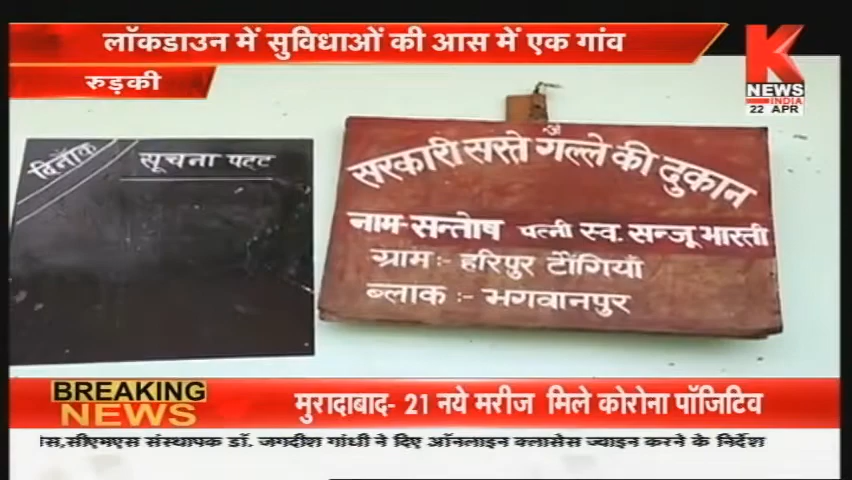 लॉकडाउन में सुविधाओं की आस में एक गांव
रुड़की
K
NEWS
INDIA
22 APR
दिनाँक
सूचना पट्ट
सरकारी सस्ते गल्ले की दुकान
नाम-सन्तोष पत्नी स्व. सन्जू भारती
ग्राम :- हरिपुर टोंगियाँ
ब्लाक :- भगवानपुर
BREAKING
NEWS
मुरादाबाद- 21 नये मरीज मिले कोरोना पॉजिटिव
स,सीएमएस संस्थापक डॉ. जगदीश गांधी ने दिए ऑनलाइन क्लासेस ज्वाइन करने के निर्देश